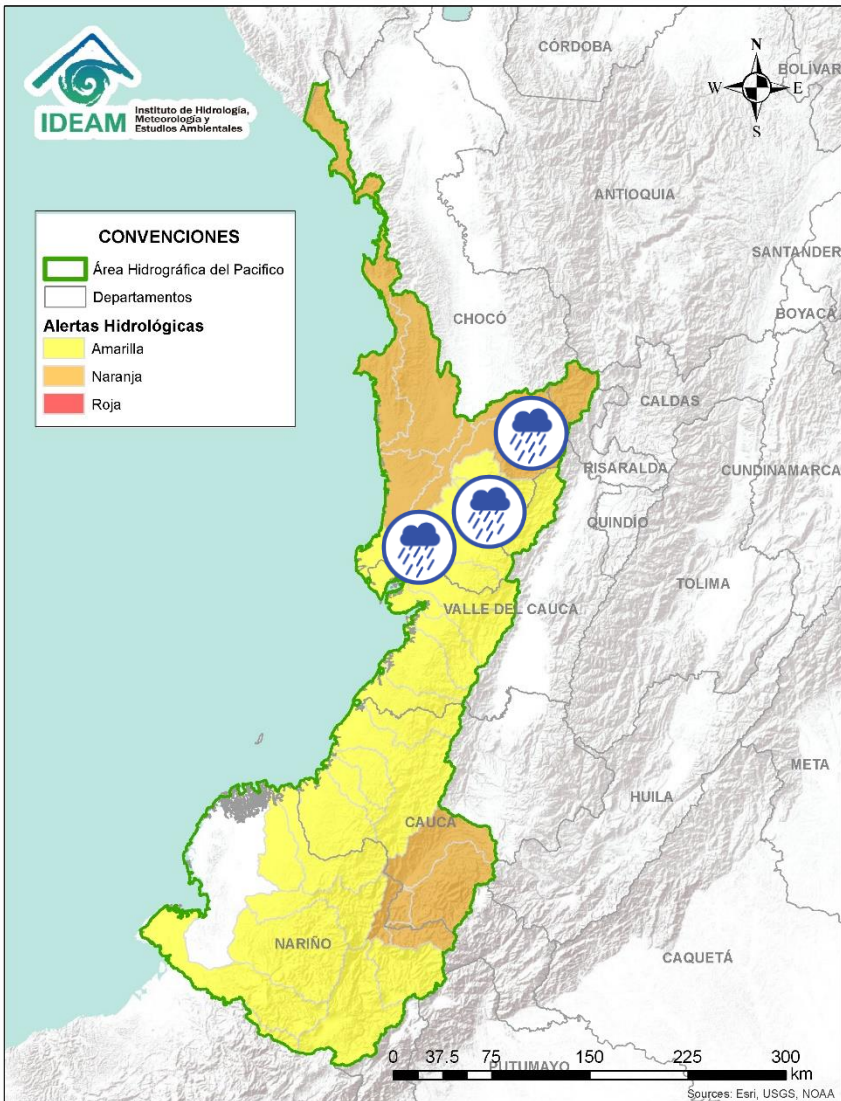 IDEAM
Instituto de Hidrología,
Meteorología y
Estudios Ambientales
CÓRDOBA
BOLÍVAR
N
W
E
S
ANTIOQUIA
SANTANDER
BOYACÁ
CONVENCIONES
Área Hidrográfica del Pacifico
Departamentos
Alertas Hidrológicas
Amarilla
Naranja
Roja
CHOCÓ
CALDAS
RISARALDA
CUNDINAMARCA
QUINDÍO
TOLIMA
VALLE DEL CAUCA
META
HUILA
CAUCA
NARIÑO
CAQUETÁ
PUTUMAYO
0 37.5 75 150 225 300
km
Sources: Esri, USGS, NOAA